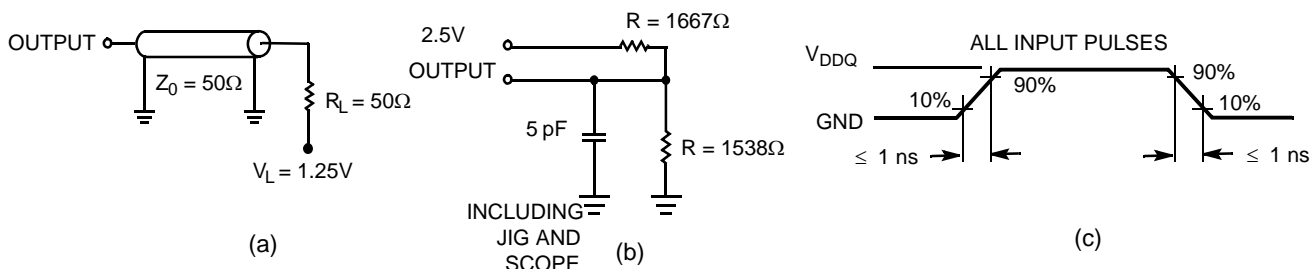 OUTPUT
Z0 = 50Ω
RL = 50Ω
VL = 1.25V
(a)
R = 1667Ω
2.5V
OUTPUT
5 pF
R = 1538Ω
INCLUDING
JIG AND
SCOPE
(b)
ALL INPUT PULSES
VDDQ
90%
90%
10%
10%
GND
≤ 1 ns
≤ 1 ns
(c)